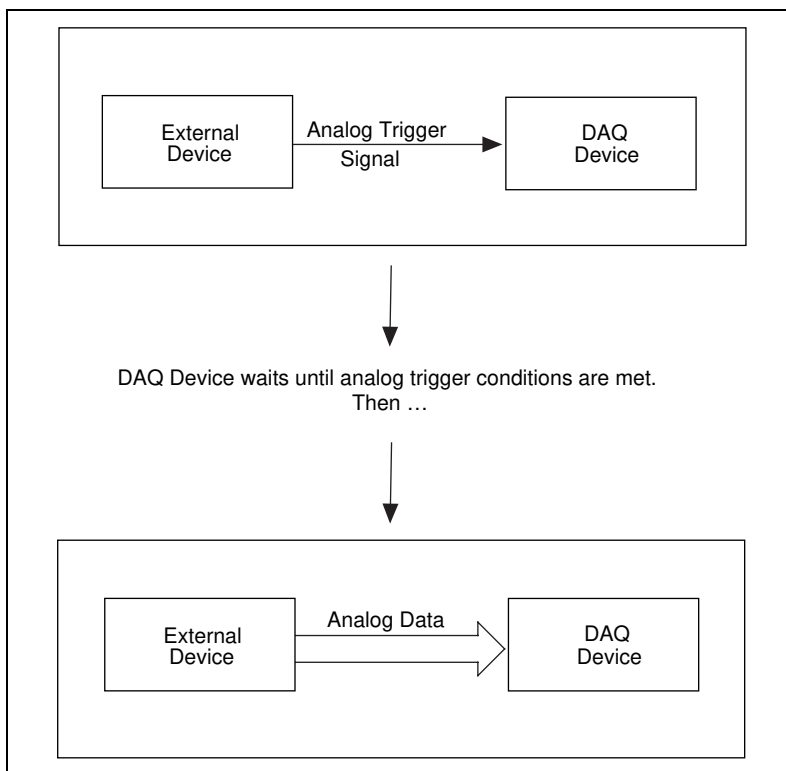 External
Device
Analog Trigger
Signal
DAQ
Device
DAQ Device waits until analog trigger conditions are met.
Then …
External
Device
Analog Data
DAQ
Device